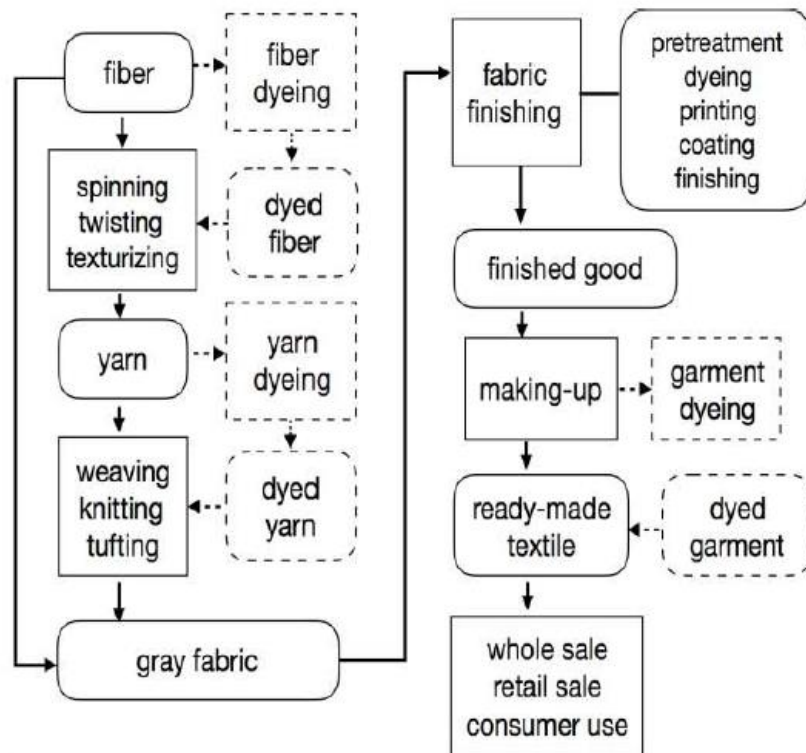 fiber
fiber
dyeing
spinning
twisting
texturizing
dyed
fiber
yarn
yarn
dyeing
weaving
knitting
tufting
dyed
yarn
gray fabric
fabric
finishing
pretreatment
dyeing
printing
coating
finishing
finished good
making-up
garment
dyeing
ready-made
textile
dyed
garment
whole sale
retail sale
consumer use